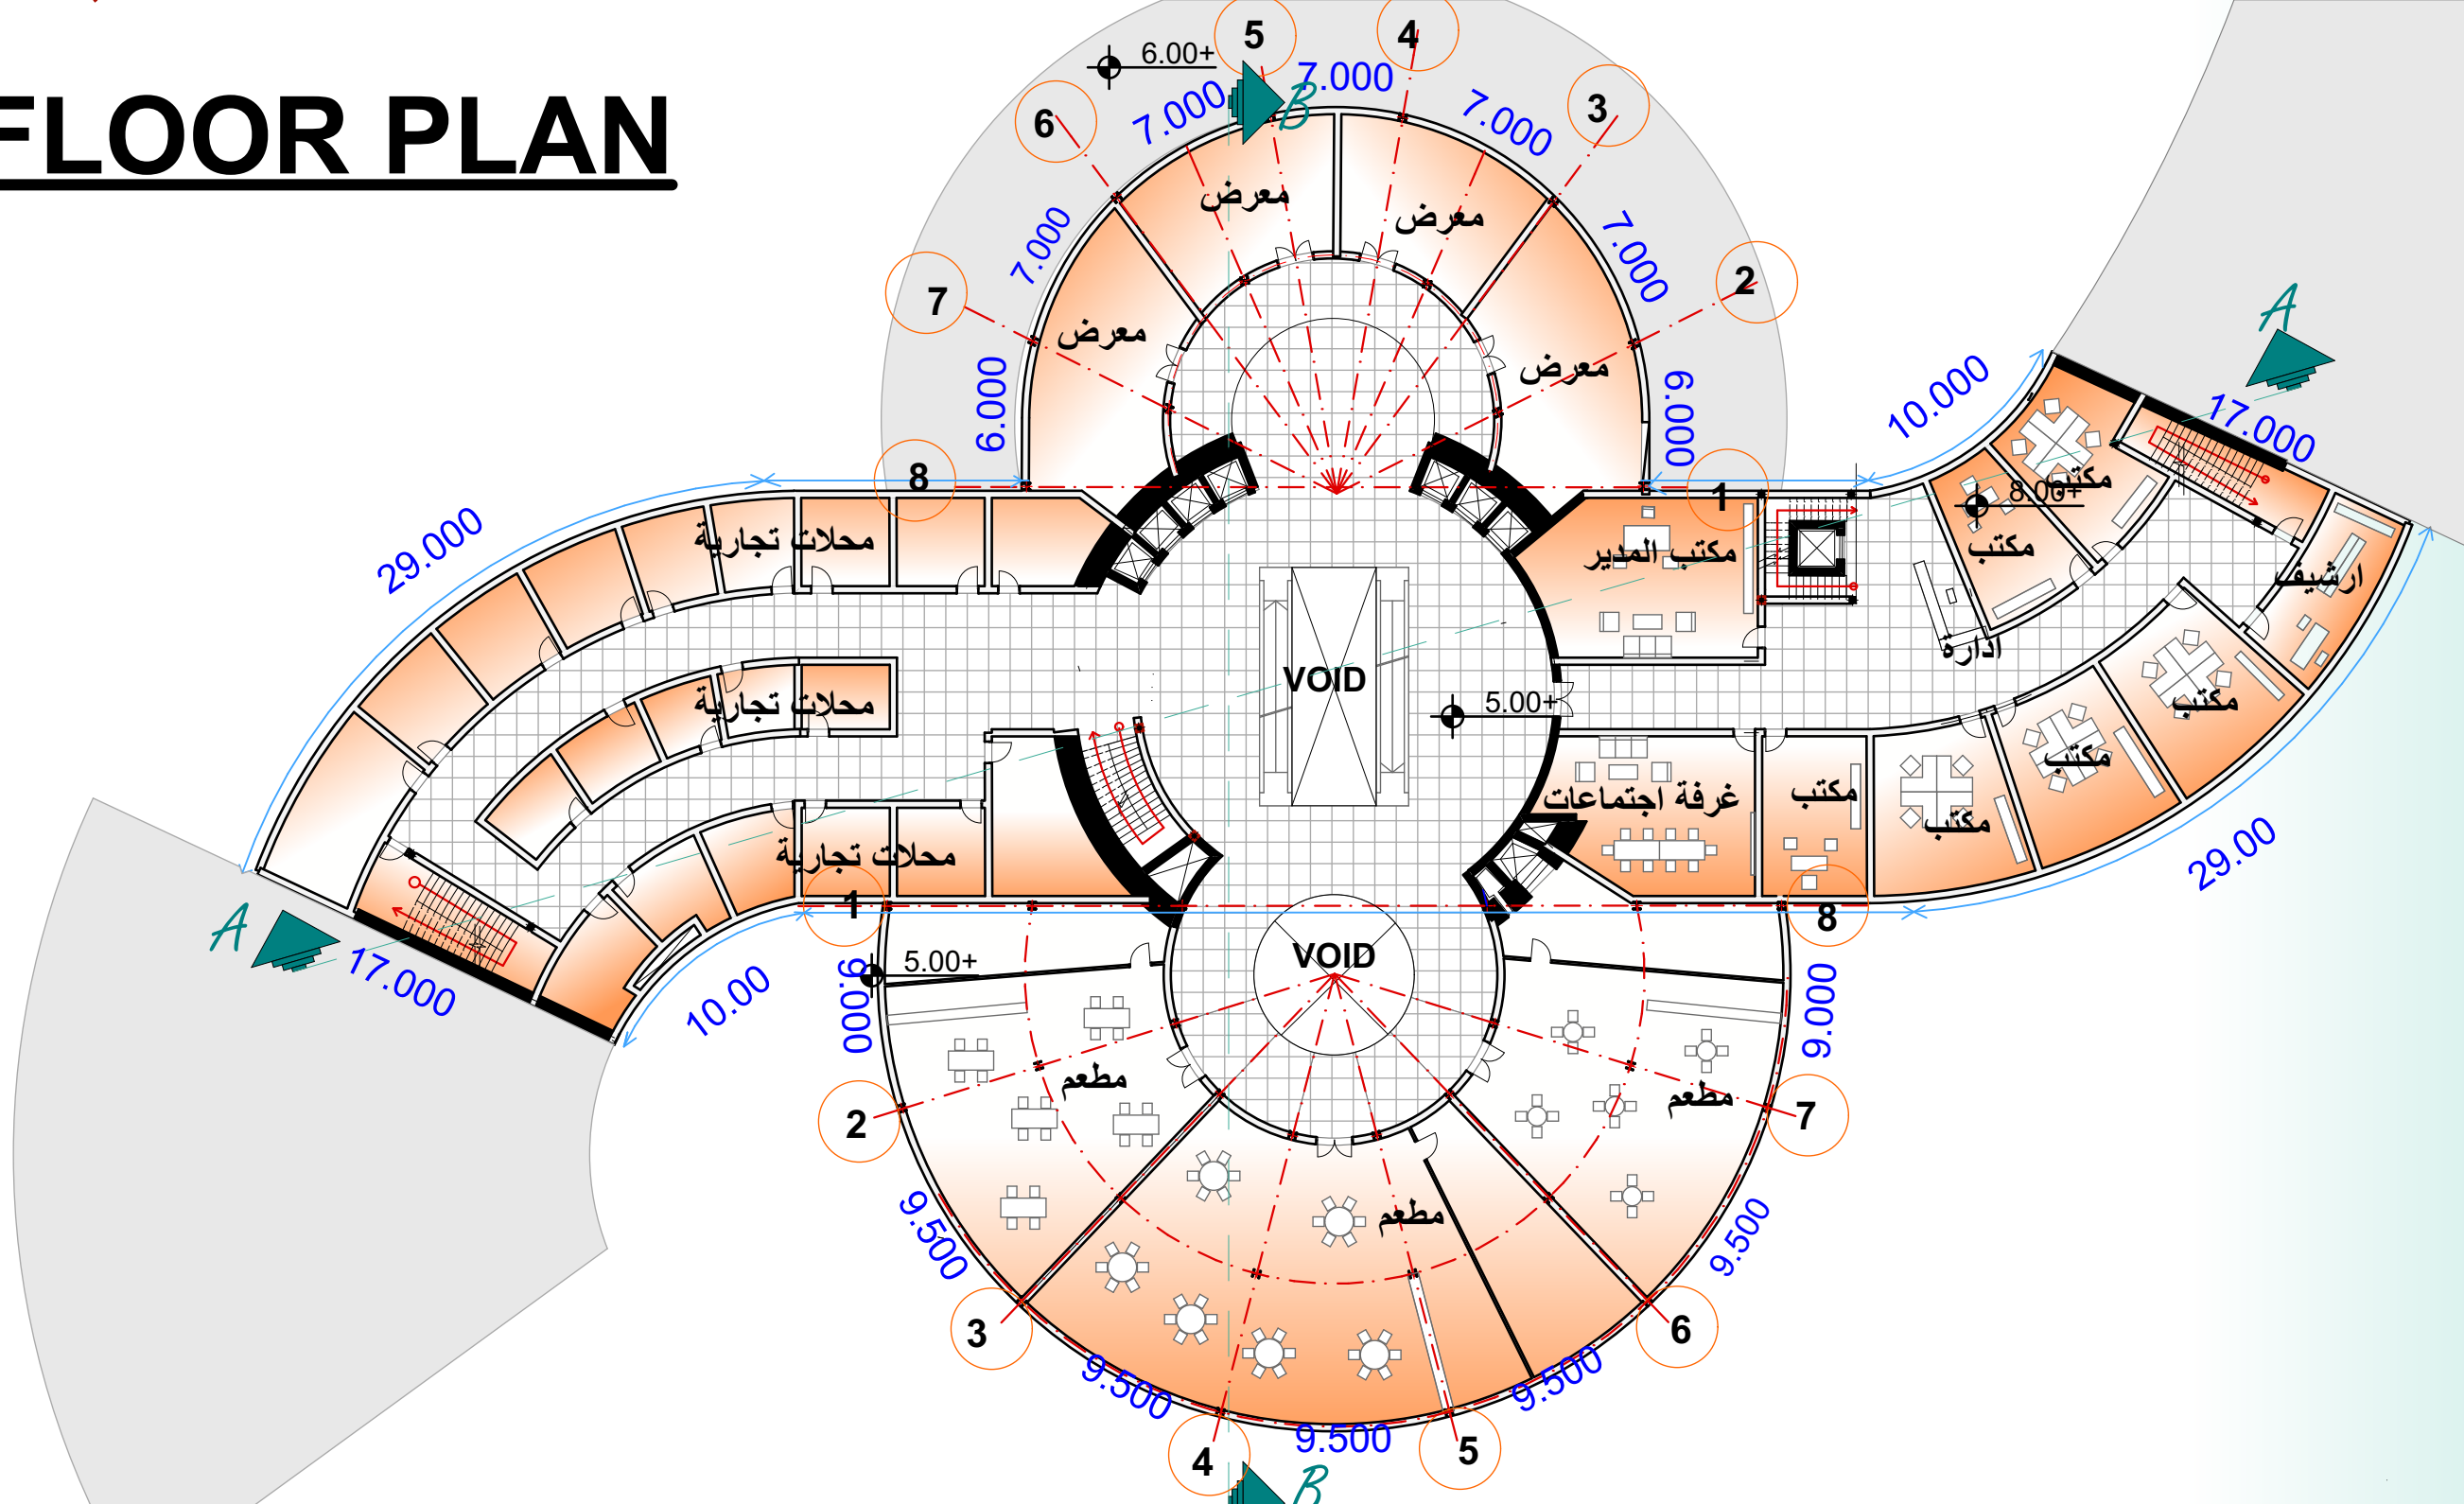 FLOOR PLAN
5
4
6.00+
7.000
B
7.000
7.000
6
3
معرض
معرض
7.000
7.000
7
2
معرض
معرض
A
6.000
6.000
10.000
17.000
8
1
مكتب
8.00+
29.000
محلات تجارية
مكتب المدير
مكتب
ارشيف
ادارة
محلات تجارية
VOID
5.00+
مكتب
مكتب
غرفة اجتماعات
مكتب
مكتب
محلات تجارية
29.00
1
8
A
17.000
10.00
VOID
5.00+
9.000
9.000
مطعم
مطعم
2
7
مطعم
9.500
9.500
3
6
9.500
9.500
9.500
4
5
B